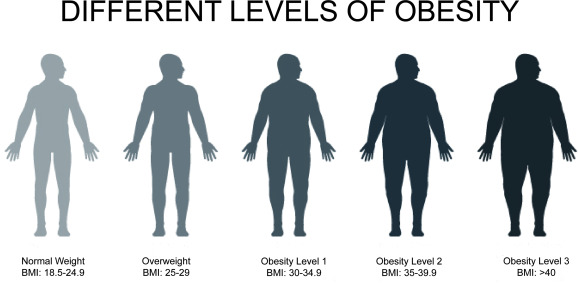 DIFFERENT LEVELS OF OBESITY
Normal Weight
BMI: 18.5-24.9
Overweight
BMI: 25-29
Obesity Level 1
BMI: 30-34.9
Obesity Level 2
BMI: 35-39.9
Obesity Level 3
BMI: >40